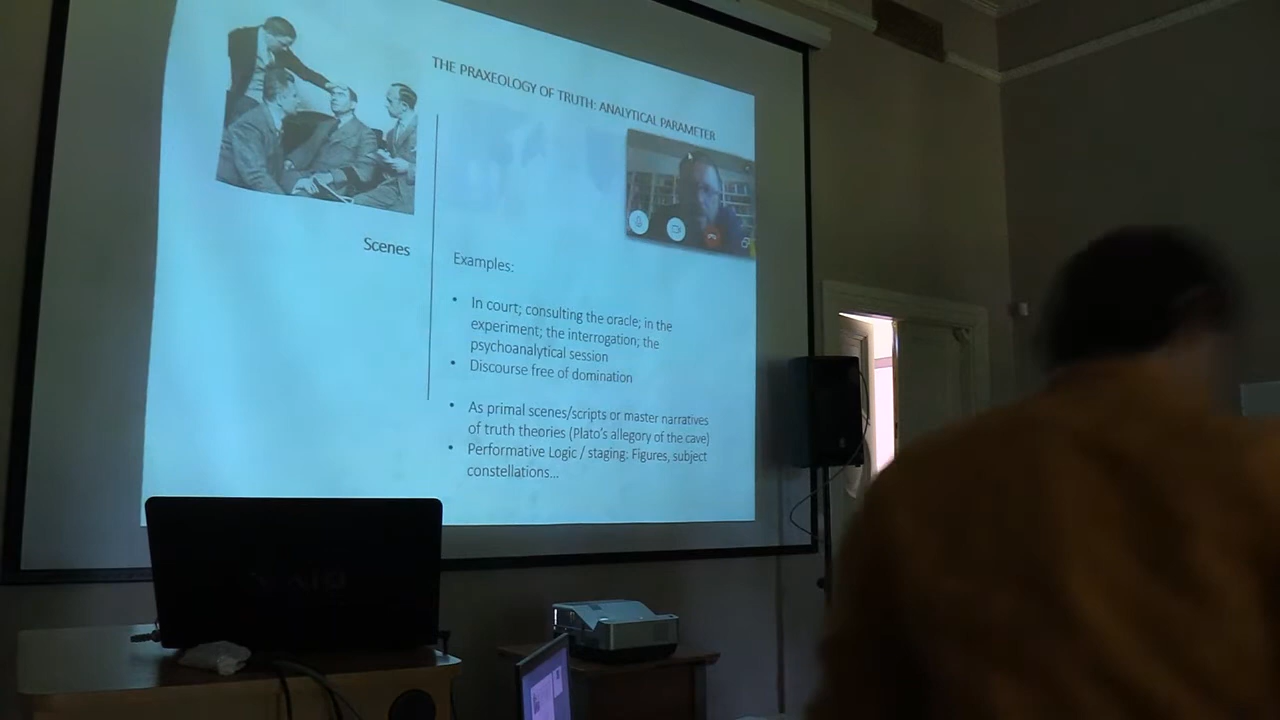 THE PRAXEOLOGY OF TRUTH: ANALYTICAL PARAMETER
Scenes
Examples:
• In court; consulting the oracle; in the
experiment; the interrogation; the
psychoanalytical session
• Discourse free of domination
• As primal scenes/scripts or master narratives
of truth theories (Plato's allegory of the cave)
• Performative Logic / staging: Figures, subject
constellations...
VAIO